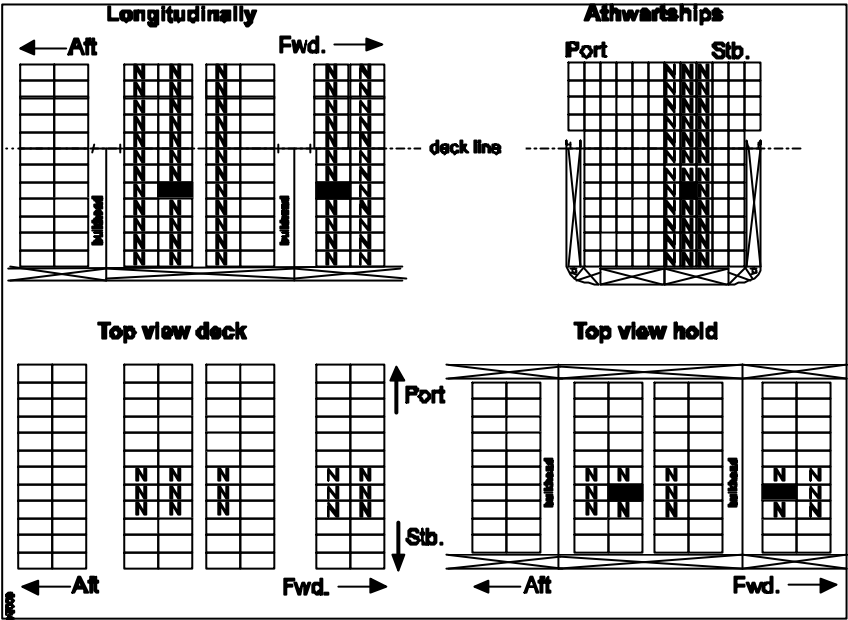 Longitudinally
Aft
Fwd.
N N N N N
N N N N N
N N N N N
N N N N N
N N N N N
N N N N N
N N N N N
N N N
N N N N N
N N N N N
N N N N N
N N N N N
bulkhead
bulkhead
deck line
Athwartships
Port
Stb.
N N N
N N N
N N N
N N N
N N N
N N N
N N N
N N
N N N
N N N
N N N
N N N
Top view deck
Port
N N N N N
N N N N N
N N N N N
Stb.
Aft
Fwd.
Top view hold
bulkhead
bulkhead
N N N N N
N N N
N N N N N
Aft
Fwd.